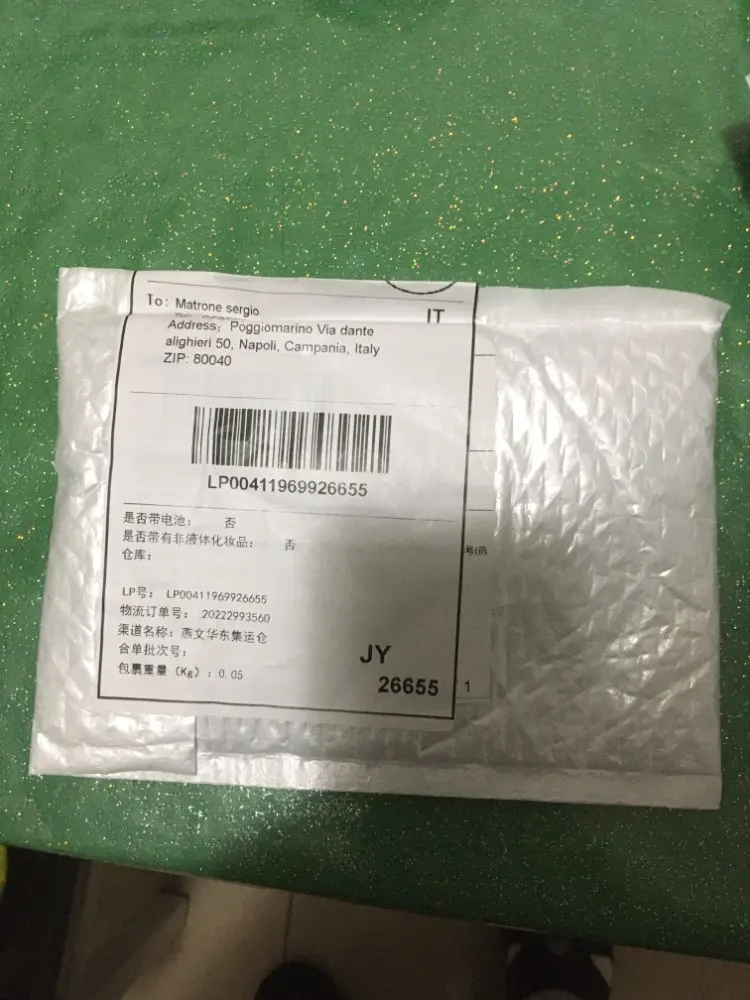 To: Matrone sergio
IT
Address: Poggiomarino Via dante
alighieri 50, Napoli, Campania, Italy
ZIP: 80040
LP00411969926655
是否带电池： 否
是否带有非液体化妆品： 否
仓库：
LP号： LP00411969926655
物流订单号： 20222993560
渠道名称：燕文华东集运仓
合单批次号：
包裹重量（Kg）：0.05
JY
26655
号(燕
1